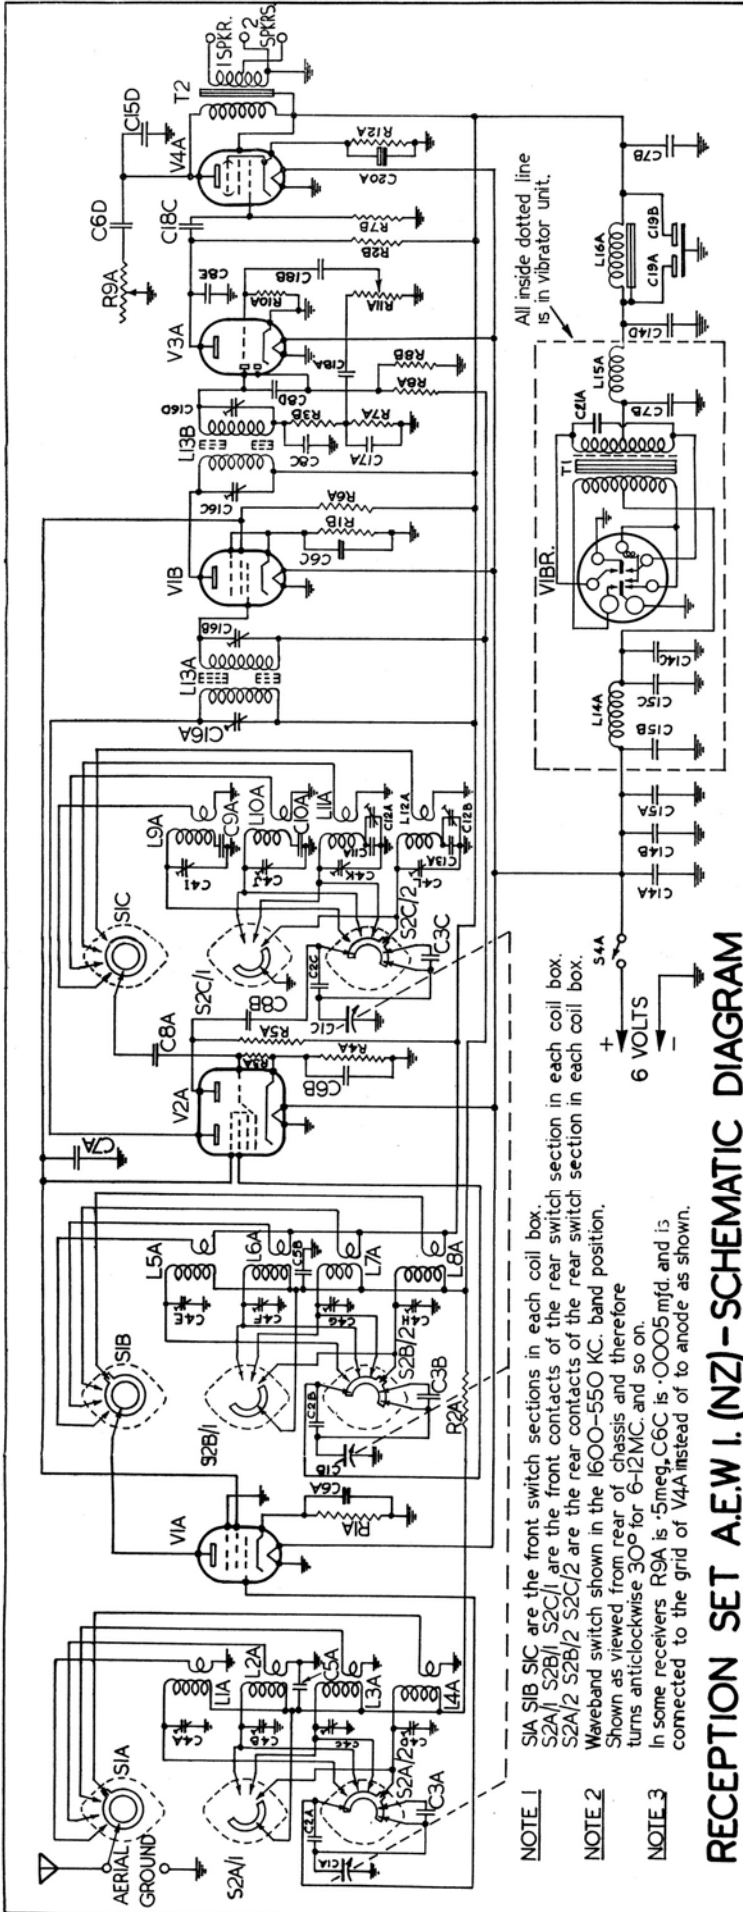 AERIAL
GROUND
S1A
S2A/1
C1A
C2A
C3A
S2A/2
C4A
C4B
C4C
L1A
L2A
C5A
L3A
L4A
V1A
R1A
C6A
S1B
S2B/1
C1B
C2B
C3B
S2B/2
C4E
C4F
C4G
C4H
L5A
L6A
C5B
L7A
L8A
R2A
C7A
V2A
C8A
R3A
R5A
C8B
C6B
R4A
S1C
S2C/1
C1C
C2C
C3C
S2C/2
C4I
C4J
C4K
C4L
L9A
C9A
L10A
C10A
L11A
C11A
C12A
L12A
C13A
C12B
C16A
L13A
C16B
V1B
C6C
R1B
R6A
C16C
L13B
C16D
V3A
C8C
R3B
C17A
R7A
C8D
C18A
R8A
R8B
R10A
C8E
C18B
R11A
R2B
R7B
C18C
R9A
C6D
C15D
V4A
C20A
R12A
T2
1 SPKR.
2
SPKRS.
All inside dotted line
is in vibrator unit.
6 VOLTS
+
-
S4A
C14A
C14B
C15A
C15B
L14A
C15C
C14C
VIBR.
T1
C21A
C7B
L15A
C14D
L16A
C19A
C19B
C7B
NOTE 1
S1A S1B S1C are the front switch sections in each coil box.
S2A/1 S2B/1 S2C/1 are the front contacts of the rear switch section in each coil box.
S2A/2 S2B/2 S2C/2 are the rear contacts of the rear switch section in each coil box.
NOTE 2
Waveband switch shown in the 1600-550 KC. band position.
Shown as viewed from rear of chassis and therefore
turns anticlockwise 30° for 6-12 MC. and so on.
NOTE 3
In some receivers R9A is ·5meg, C6C is ·0005 mfd. and is
connected to the grid of V4A instead of to anode as shown.
RECEPTION SET A.E.W 1. (NZ) - SCHEMATIC DIAGRAM